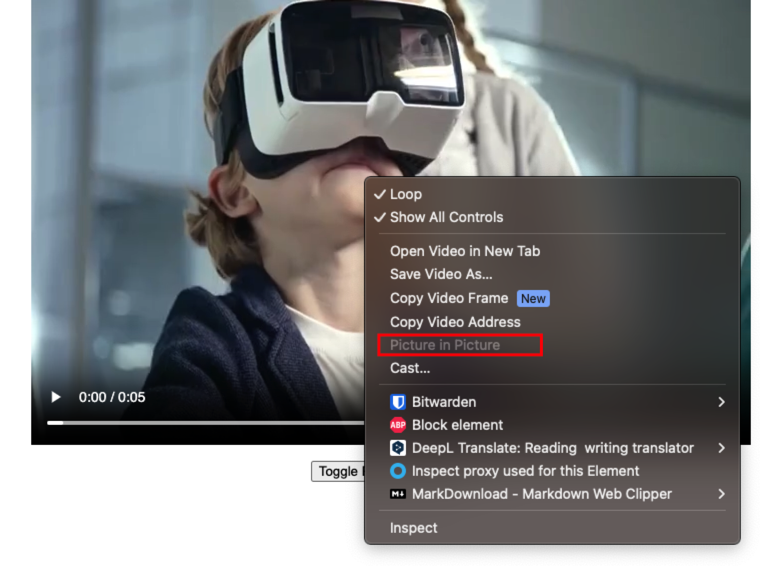 Loop
Show All Controls
Open Video in New Tab
Save Video As...
Copy Video Frame New
Copy Video Address
Picture in Picture
Cast...
0:00 / 0:05
Bitwarden
ABP Block element
DeepL Translate: Reading writing translator
Toggle
Inspect proxy used for this Element
M↓ MarkDownload - Markdown Web Clipper
Inspect